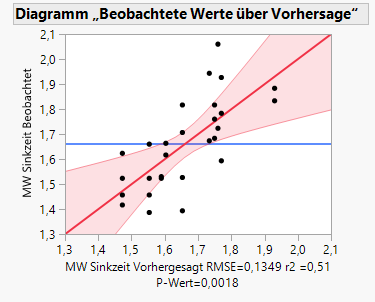 Diagramm „Beobachtete Werte über Vorhersage“
MW Sinkzeit Beobachtet
2,1
2,0
1,9
1,8
1,7
1,6
1,5
1,4
1,3
1,3 1,4 1,5 1,6 1,7 1,8 1,9 2,0 2,1
MW Sinkzeit Vorhergesagt RMSE=0,1349 r2 =0,51
P-Wert=0,0018